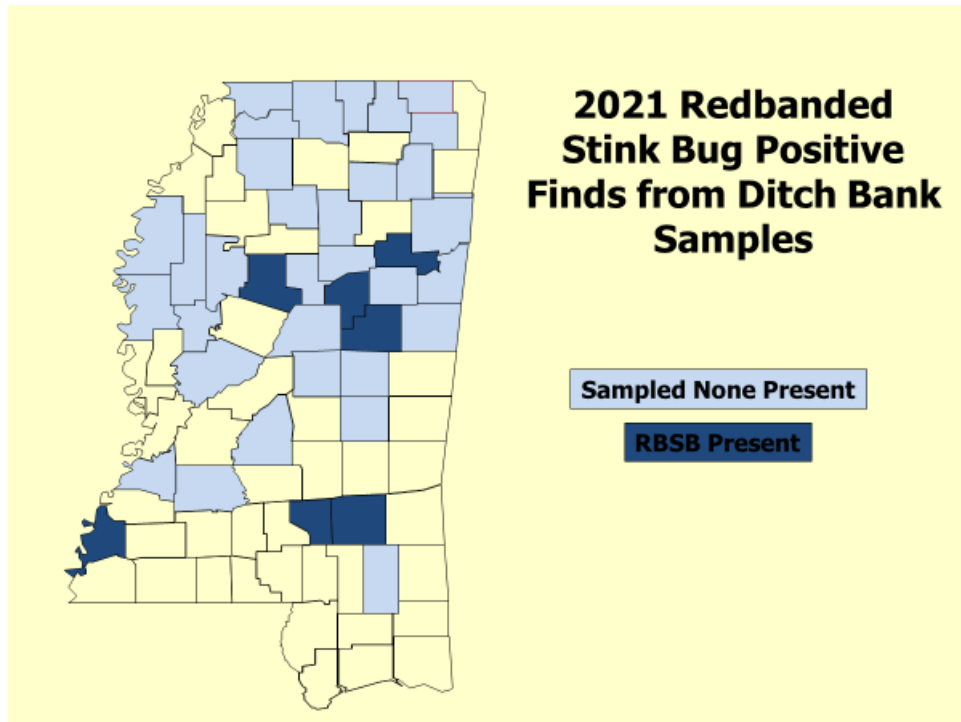 2021 Redbanded
Stink Bug Positive
Finds from Ditch Bank
Samples
Sampled None Present
RBSB Present